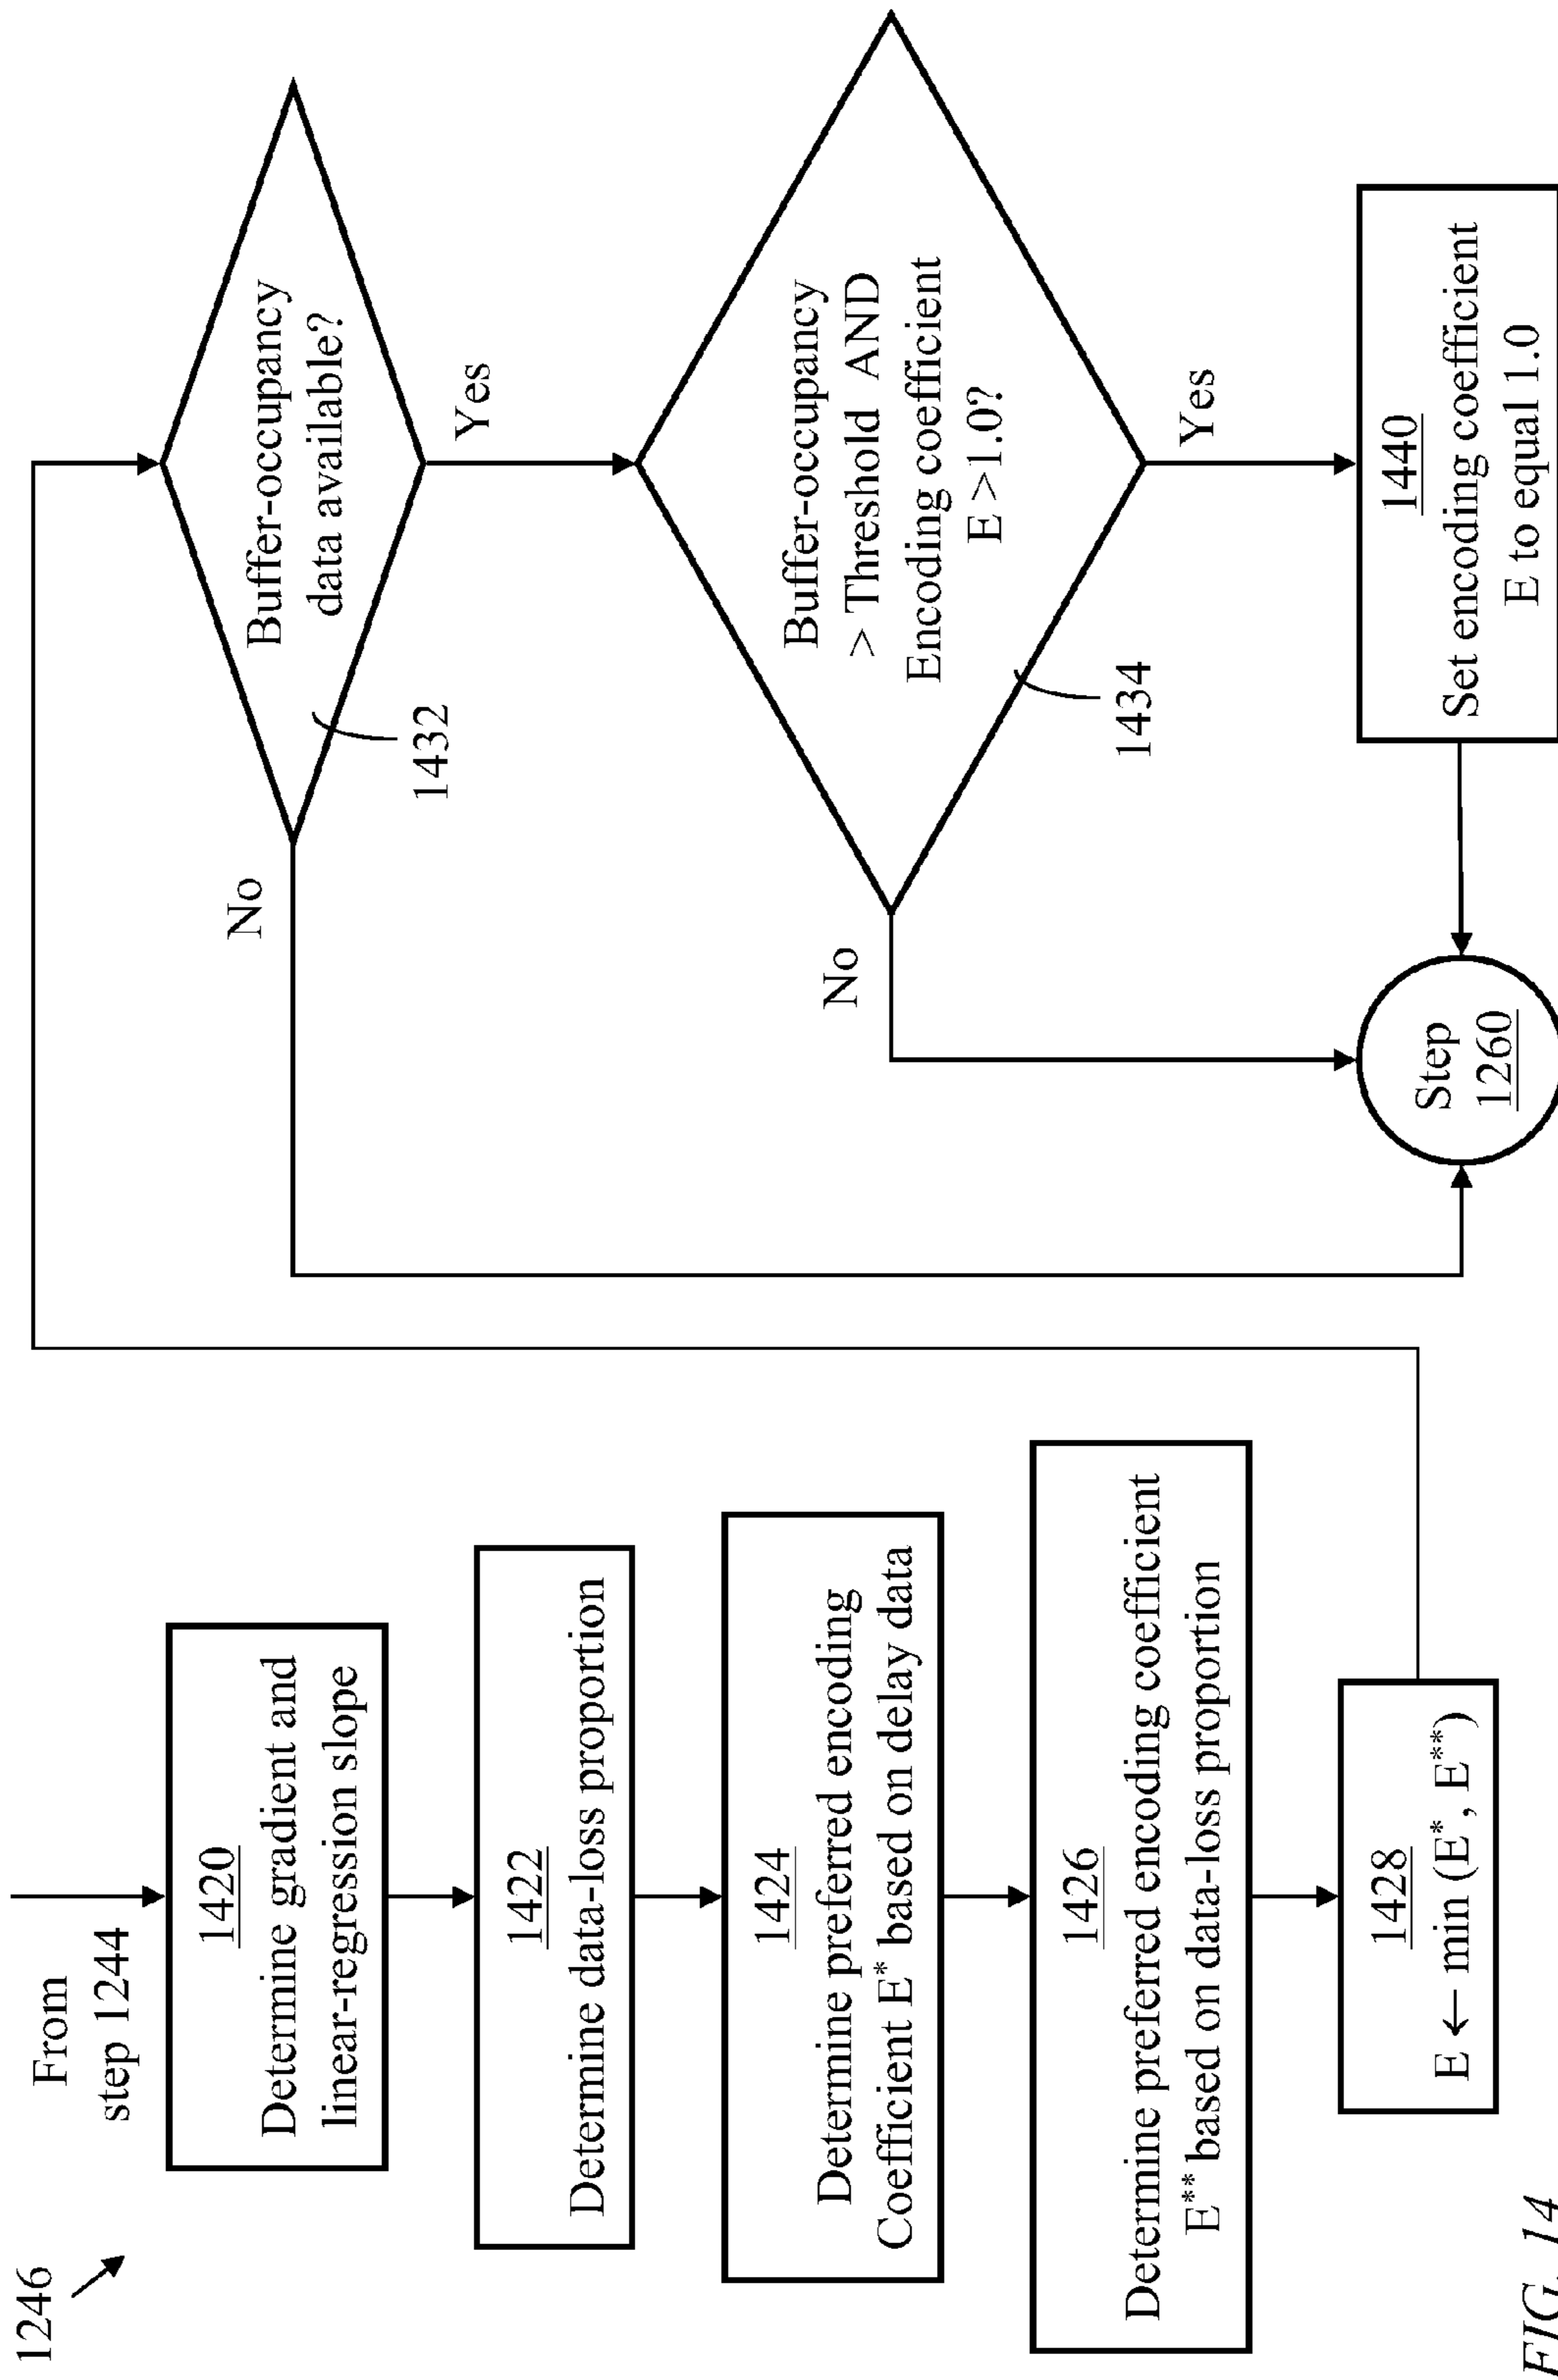 1246
From
step 1244
1420
Determine gradient and
linear-regression slope
1422
Determine data-loss proportion
1424
Determine preferred encoding
Coefficient E* based on delay data
1426
Determine preferred encoding coefficient
E** based on data-loss proportion
1428
E ← min (E*, E**)
Buffer-occupancy
data available?
1432
No
Yes
Buffer-occupancy
> Threshold AND
Encoding coefficient
E >1.0?
1434
No
Yes
1440
Set encoding coefficient
E to equal 1.0
Step
1260
FIG. 14